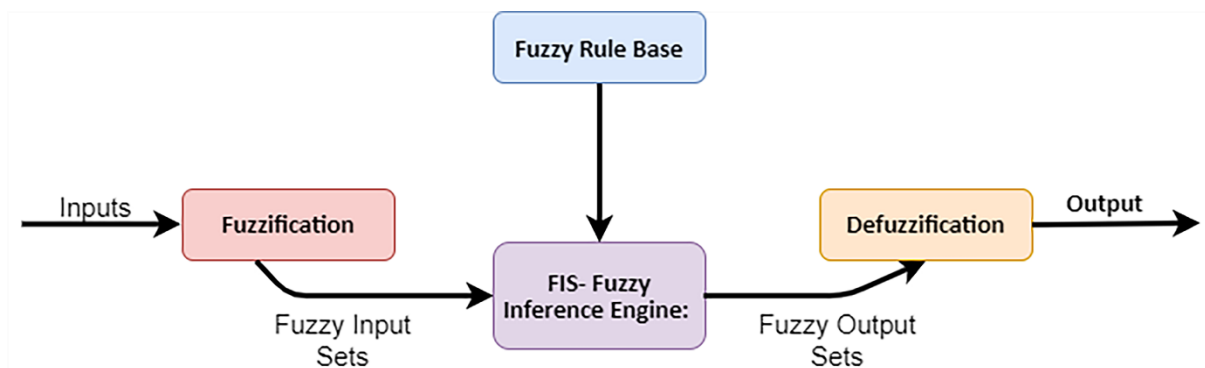 Fuzzy Rule Base
Inputs
Fuzzification
Defuzzification
Output
FIS- Fuzzy
Inference Engine:
Fuzzy Input
Sets
Fuzzy Output
Sets